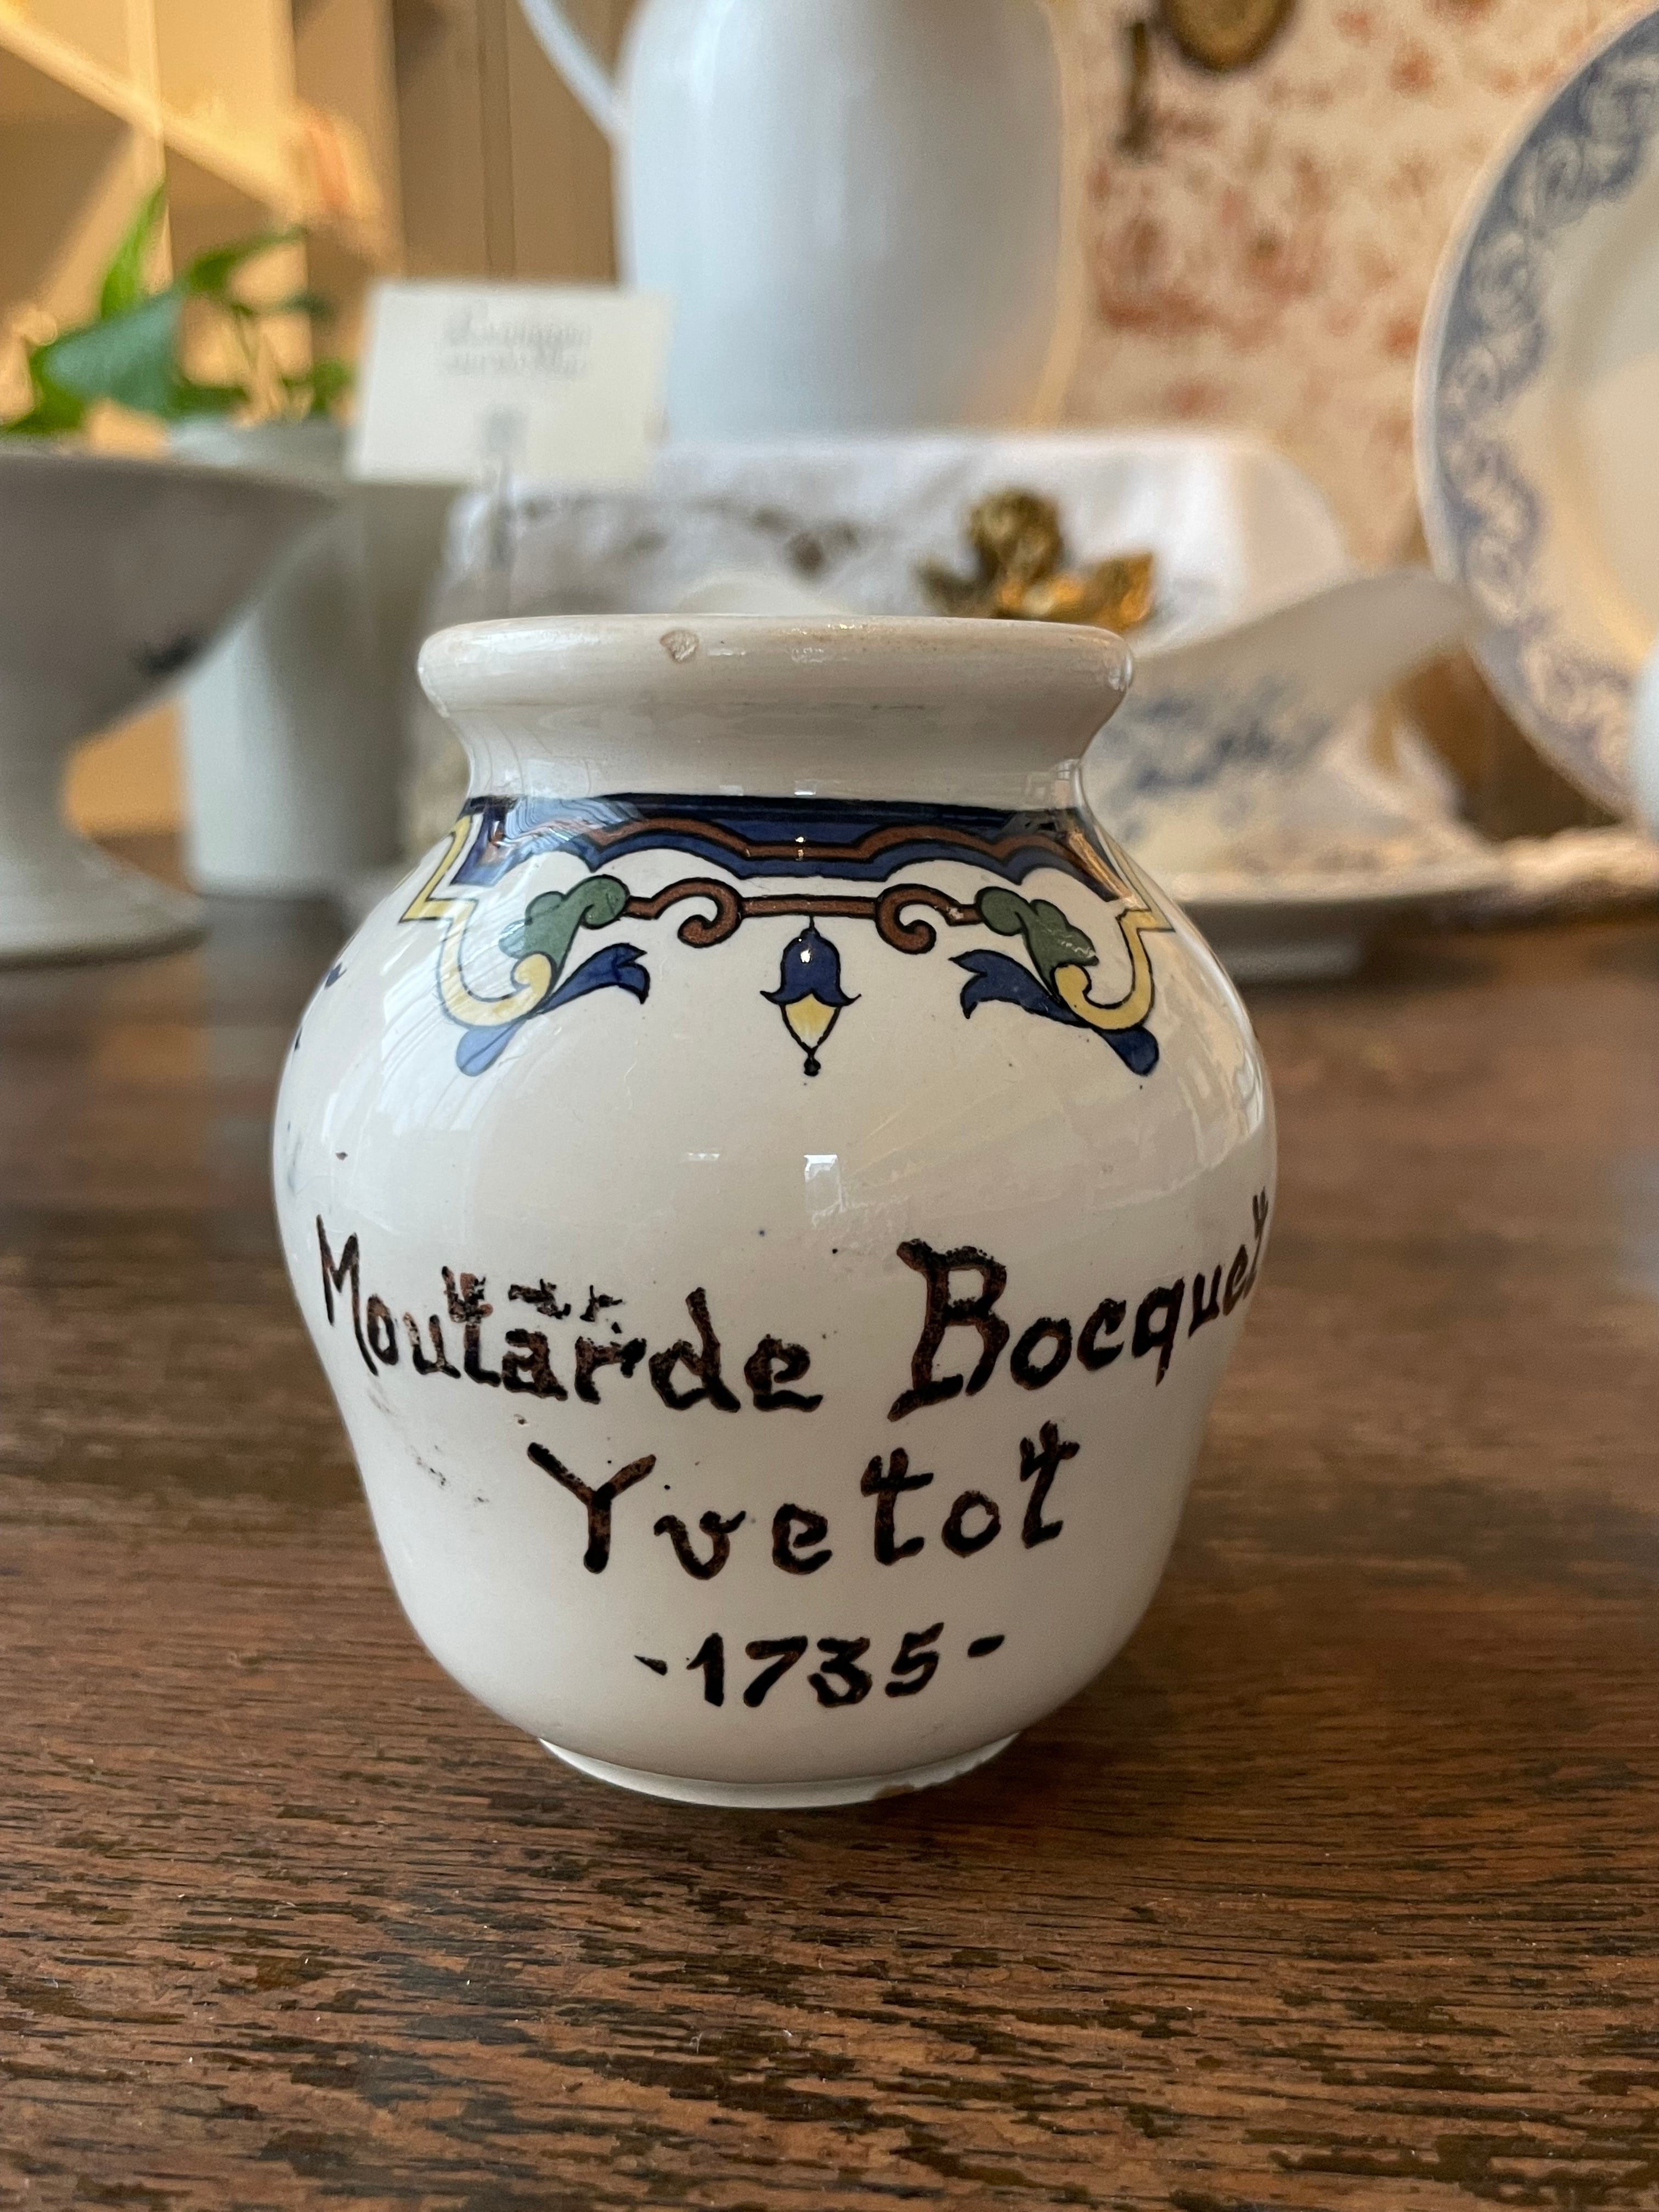 Moutarde Bocquet
Yvetot
-1735-